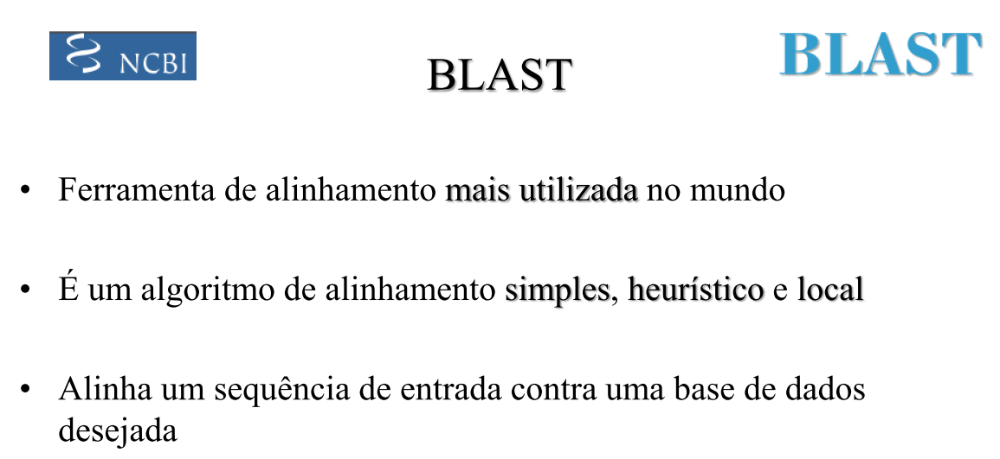 NCBI
BLAST
BLAST
• Ferramenta de alinhamento mais utilizada no mundo
• É um algoritmo de alinhamento simples, heurístico e local
• Alinha um sequência de entrada contra uma base de dados
desejada